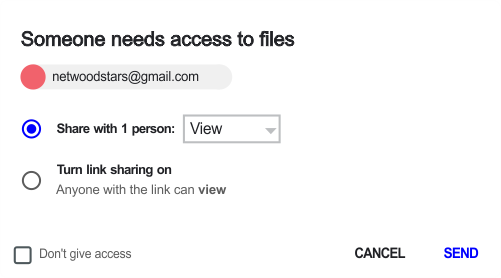 Someone needs access to files
netwoodstars@gmail.com
Share with 1 person: View
Turn link sharing on
Anyone with the link can view
Don't give access CANCEL SEND